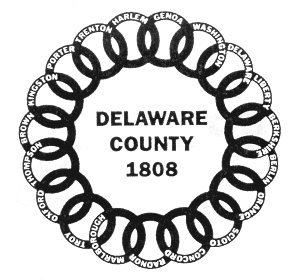 DELAWARE
COUNTY
1808
HARLEM
GENOA
WASHINGTON
DELAWARE
LIBERTY
BERKSHIRE
BERLIN
ORANGE
SCIOTO
CONCORD
RADNOR
MARLBOROUGH
TROY
OXFORD
THOMPSON
BROWN
KINGSTON
PORTER
TRENTON